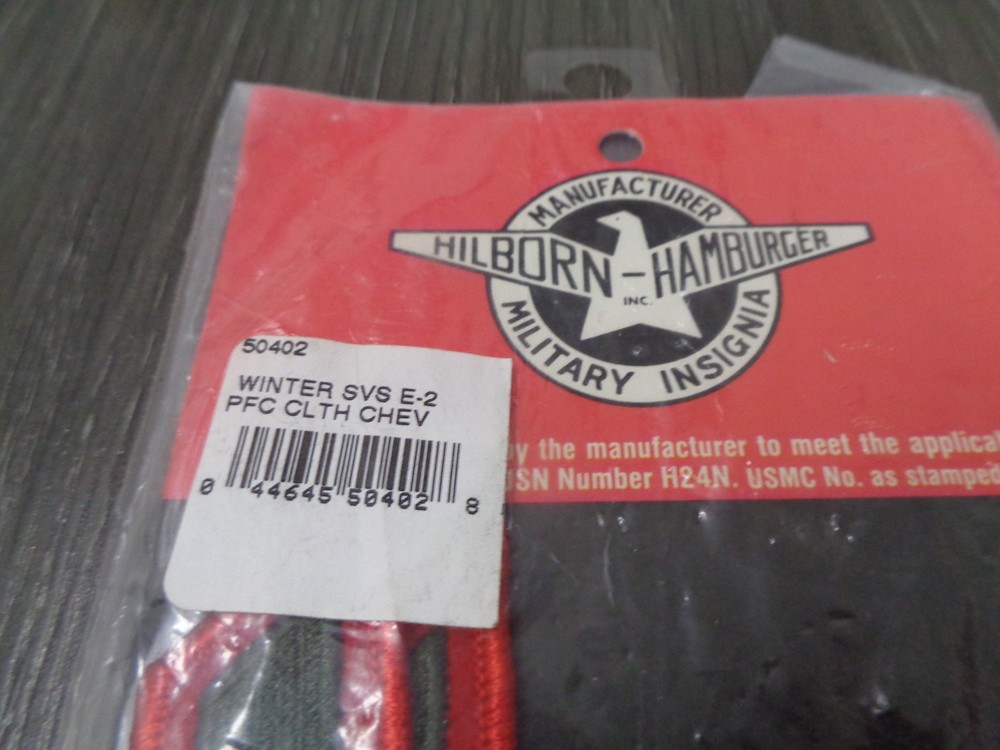 MANUFACTURER
HILBORN-HAMBURGER
INC.
MILITARY INSIGNIA
by the manufacturer to meet the
USN Number H24N. USMC No. as stamped
50402
WINTER SVS E-2
PFC CLTH CHEV
0 44645 50402 8